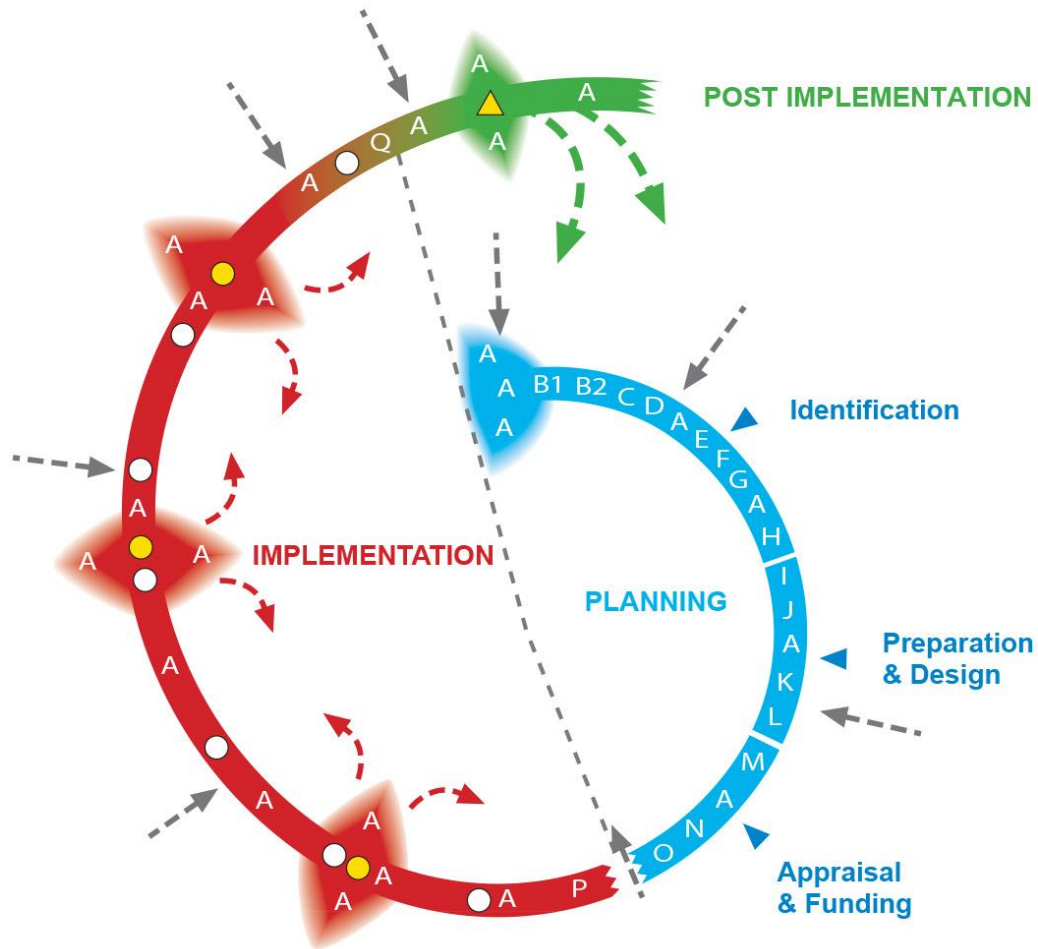 POST IMPLEMENTATION
A
A
A
A
Q
A
A
A
A
A
A
A
B1 B2 C D A E F G A H
Identification
I J A K L
PLANNING
Preparation
& Design
M A N O
Appraisal
& Funding
IMPLEMENTATION
A
A
A
A
A
A
A
A
A
A P